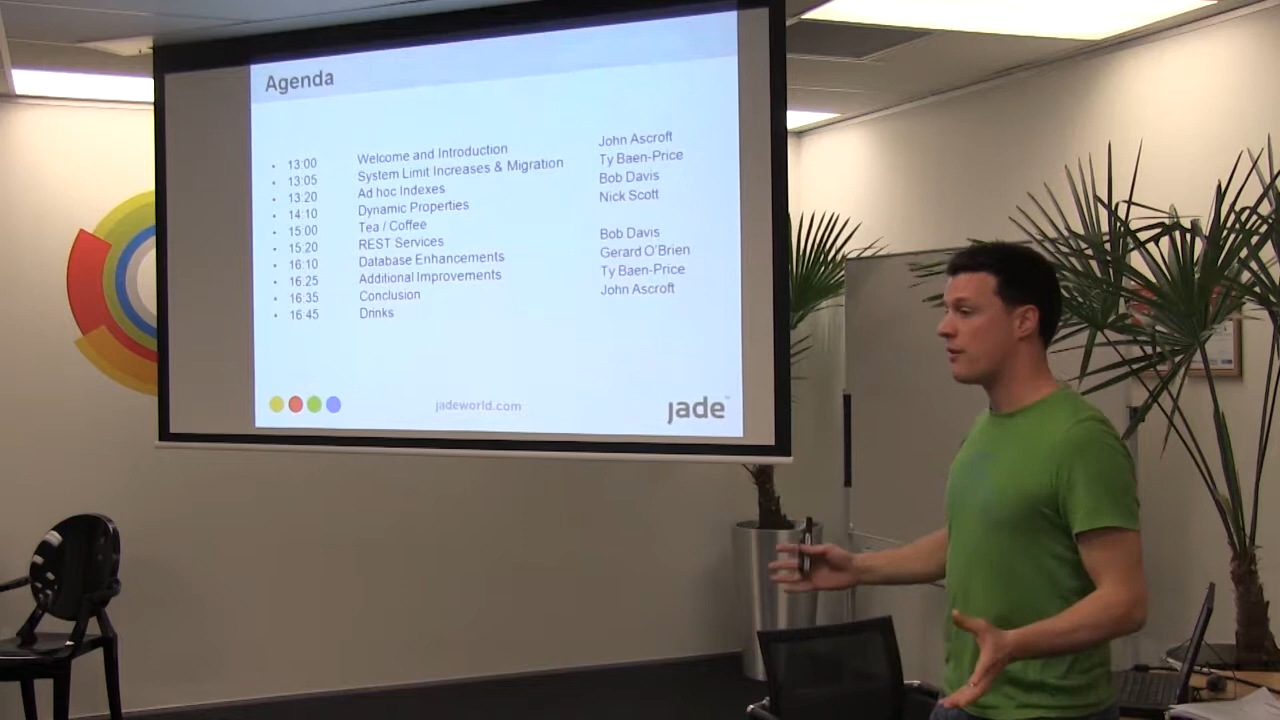 Agenda
• 13:00 Welcome and Introduction John Ascroft
• 13:05 System Limit Increases & Migration Ty Baen-Price
• 13:20 Ad hoc Indexes Bob Davis
• 14:10 Dynamic Properties Nick Scott
• 15:00 Tea / Coffee
• 15:20 REST Services Bob Davis
• 16:10 Database Enhancements Gerard O'Brien
• 16:25 Additional Improvements Ty Baen-Price
• 16:35 Conclusion John Ascroft
• 16:45 Drinks
jadeworld.com
jade™